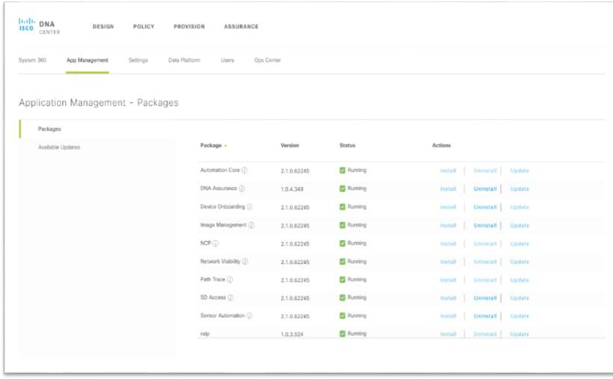 CISCO DNA CENTER DESIGN POLICY PROVISION ASSURANCE
System 360 App Management Settings Data Platform Users Ops Center
Application Management - Packages
Packages
Available Updates
Package Version Status Actions
Automation Core 2.1.0.62245 Running Install Uninstall Update
DNA Assurance 1.0.4.349 Running Install Uninstall Update
Device Onboarding 2.1.0.62245 Running Install Uninstall Update
Image Management 2.1.0.62245 Running Install Uninstall Update
NCP 2.1.0.62245 Running Install Uninstall Update
Network Visibility 2.1.0.62245 Running Install Uninstall Update
Path Trace 2.1.0.62245 Running Install Uninstall Update
SD Access 2.1.0.62245 Running Install Uninstall Update
Sensor Automation 2.1.0.62245 Running Install Uninstall Update
1.0.3.524 Running Install Uninstall Update